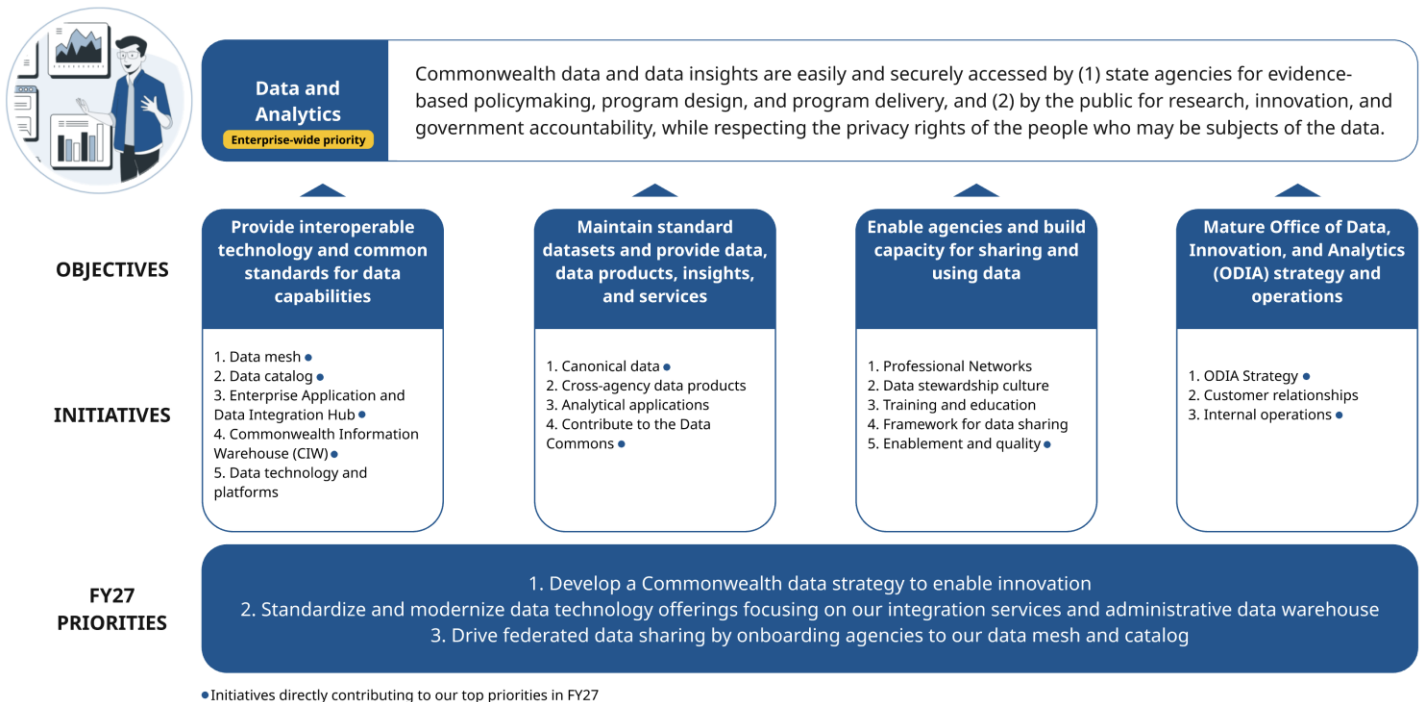 Data and
Analytics
Enterprise-wide priority
Commonwealth data and data insights are easily and securely accessed by (1) state agencies for evidence-
based policymaking, program design, and program delivery, and (2) by the public for research, innovation, and
government accountability, while respecting the privacy rights of the people who may be subjects of the data.
OBJECTIVES
Provide interoperable
technology and common
standards for data
capabilities
Maintain standard
datasets and provide data,
data products, insights,
and services
Enable agencies and build
capacity for sharing and
using data
Mature Office of Data,
Innovation, and Analytics
(ODIA) strategy and
operations
INITIATIVES
1. Data mesh ●
2. Data catalog ●
3. Enterprise Application and
Data Integration Hub ●
4. Commonwealth Information
Warehouse (CIW) ●
5. Data technology and
platforms
1. Canonical data ●
2. Cross-agency data products
3. Analytical applications
4. Contribute to the Data
Commons ●
1. Professional Networks
2. Data stewardship culture
3. Training and education
4. Framework for data sharing
5. Enablement and quality ●
1. ODIA Strategy ●
2. Customer relationships
3. Internal operations ●
FY27
PRIORITIES
1. Develop a Commonwealth data strategy to enable innovation
2. Standardize and modernize data technology offerings focusing on our integration services and administrative data warehouse
3. Drive federated data sharing by onboarding agencies to our data mesh and catalog
● Initiatives directly contributing to our top priorities in FY27